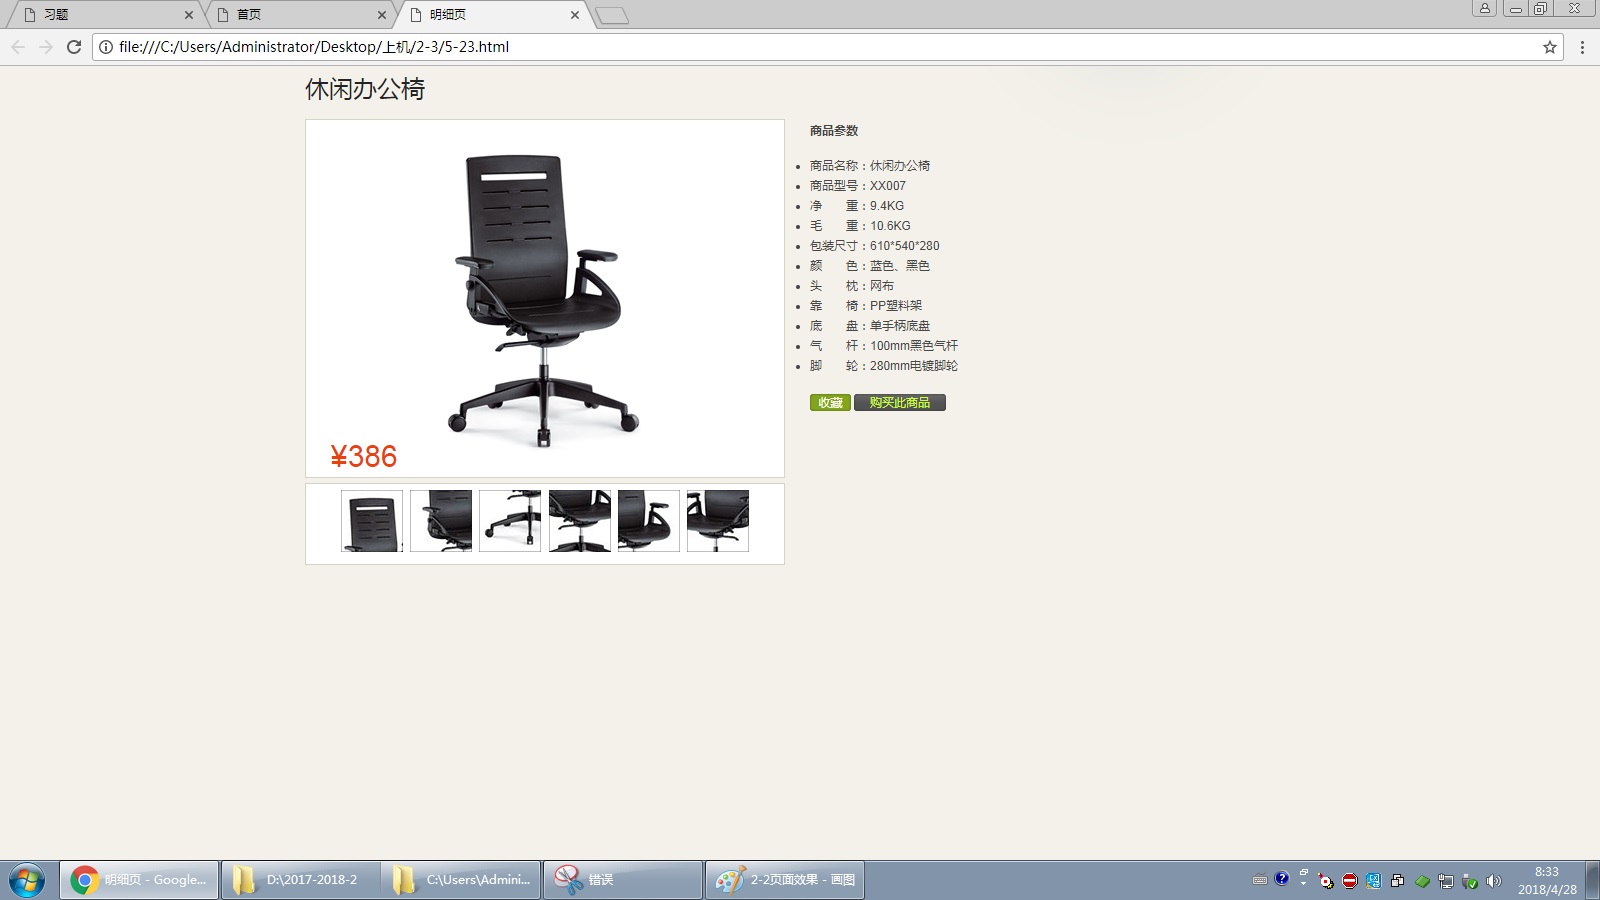 习题
首页
明细页
file:///C:/Users/Administrator/Desktop/上机/2-3/5-23.html
休闲办公椅
¥386
商品参数
商品名称：休闲办公椅
商品型号：XX007
净　　重：9.4KG
毛　　重：10.6KG
包装尺寸：610*540*280
颜　　色：蓝色、黑色
头　　枕：网布
靠　　椅：PP塑料架
底　　盘：单手柄底盘
气　　杆：100mm黑色气杆
脚　　轮：280mm电镀脚轮
收藏 购买此商品
明细页 - Google...
D:\2017-2018-2
C:\Users\Admini...
错误
2-2页面效果 - 画图
8:33
2018/4/28